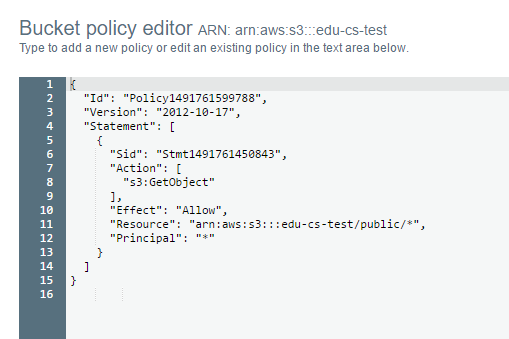 Bucket policy editor ARN: arn:aws:s3:::edu-cs-test
Type to add a new policy or edit an existing policy in the text area below.
1 {
2 "Id": "Policy1491761599788",
3 "Version": "2012-10-17",
4 "Statement": [
5 {
6 "Sid": "Stmt1491761450843",
7 "Action": [
8 "s3:GetObject"
9 ],
10 "Effect": "Allow",
11 "Resource": "arn:aws:s3:::edu-cs-test/public/*",
12 "Principal": "*"
13 }
14 ]
15 }
16